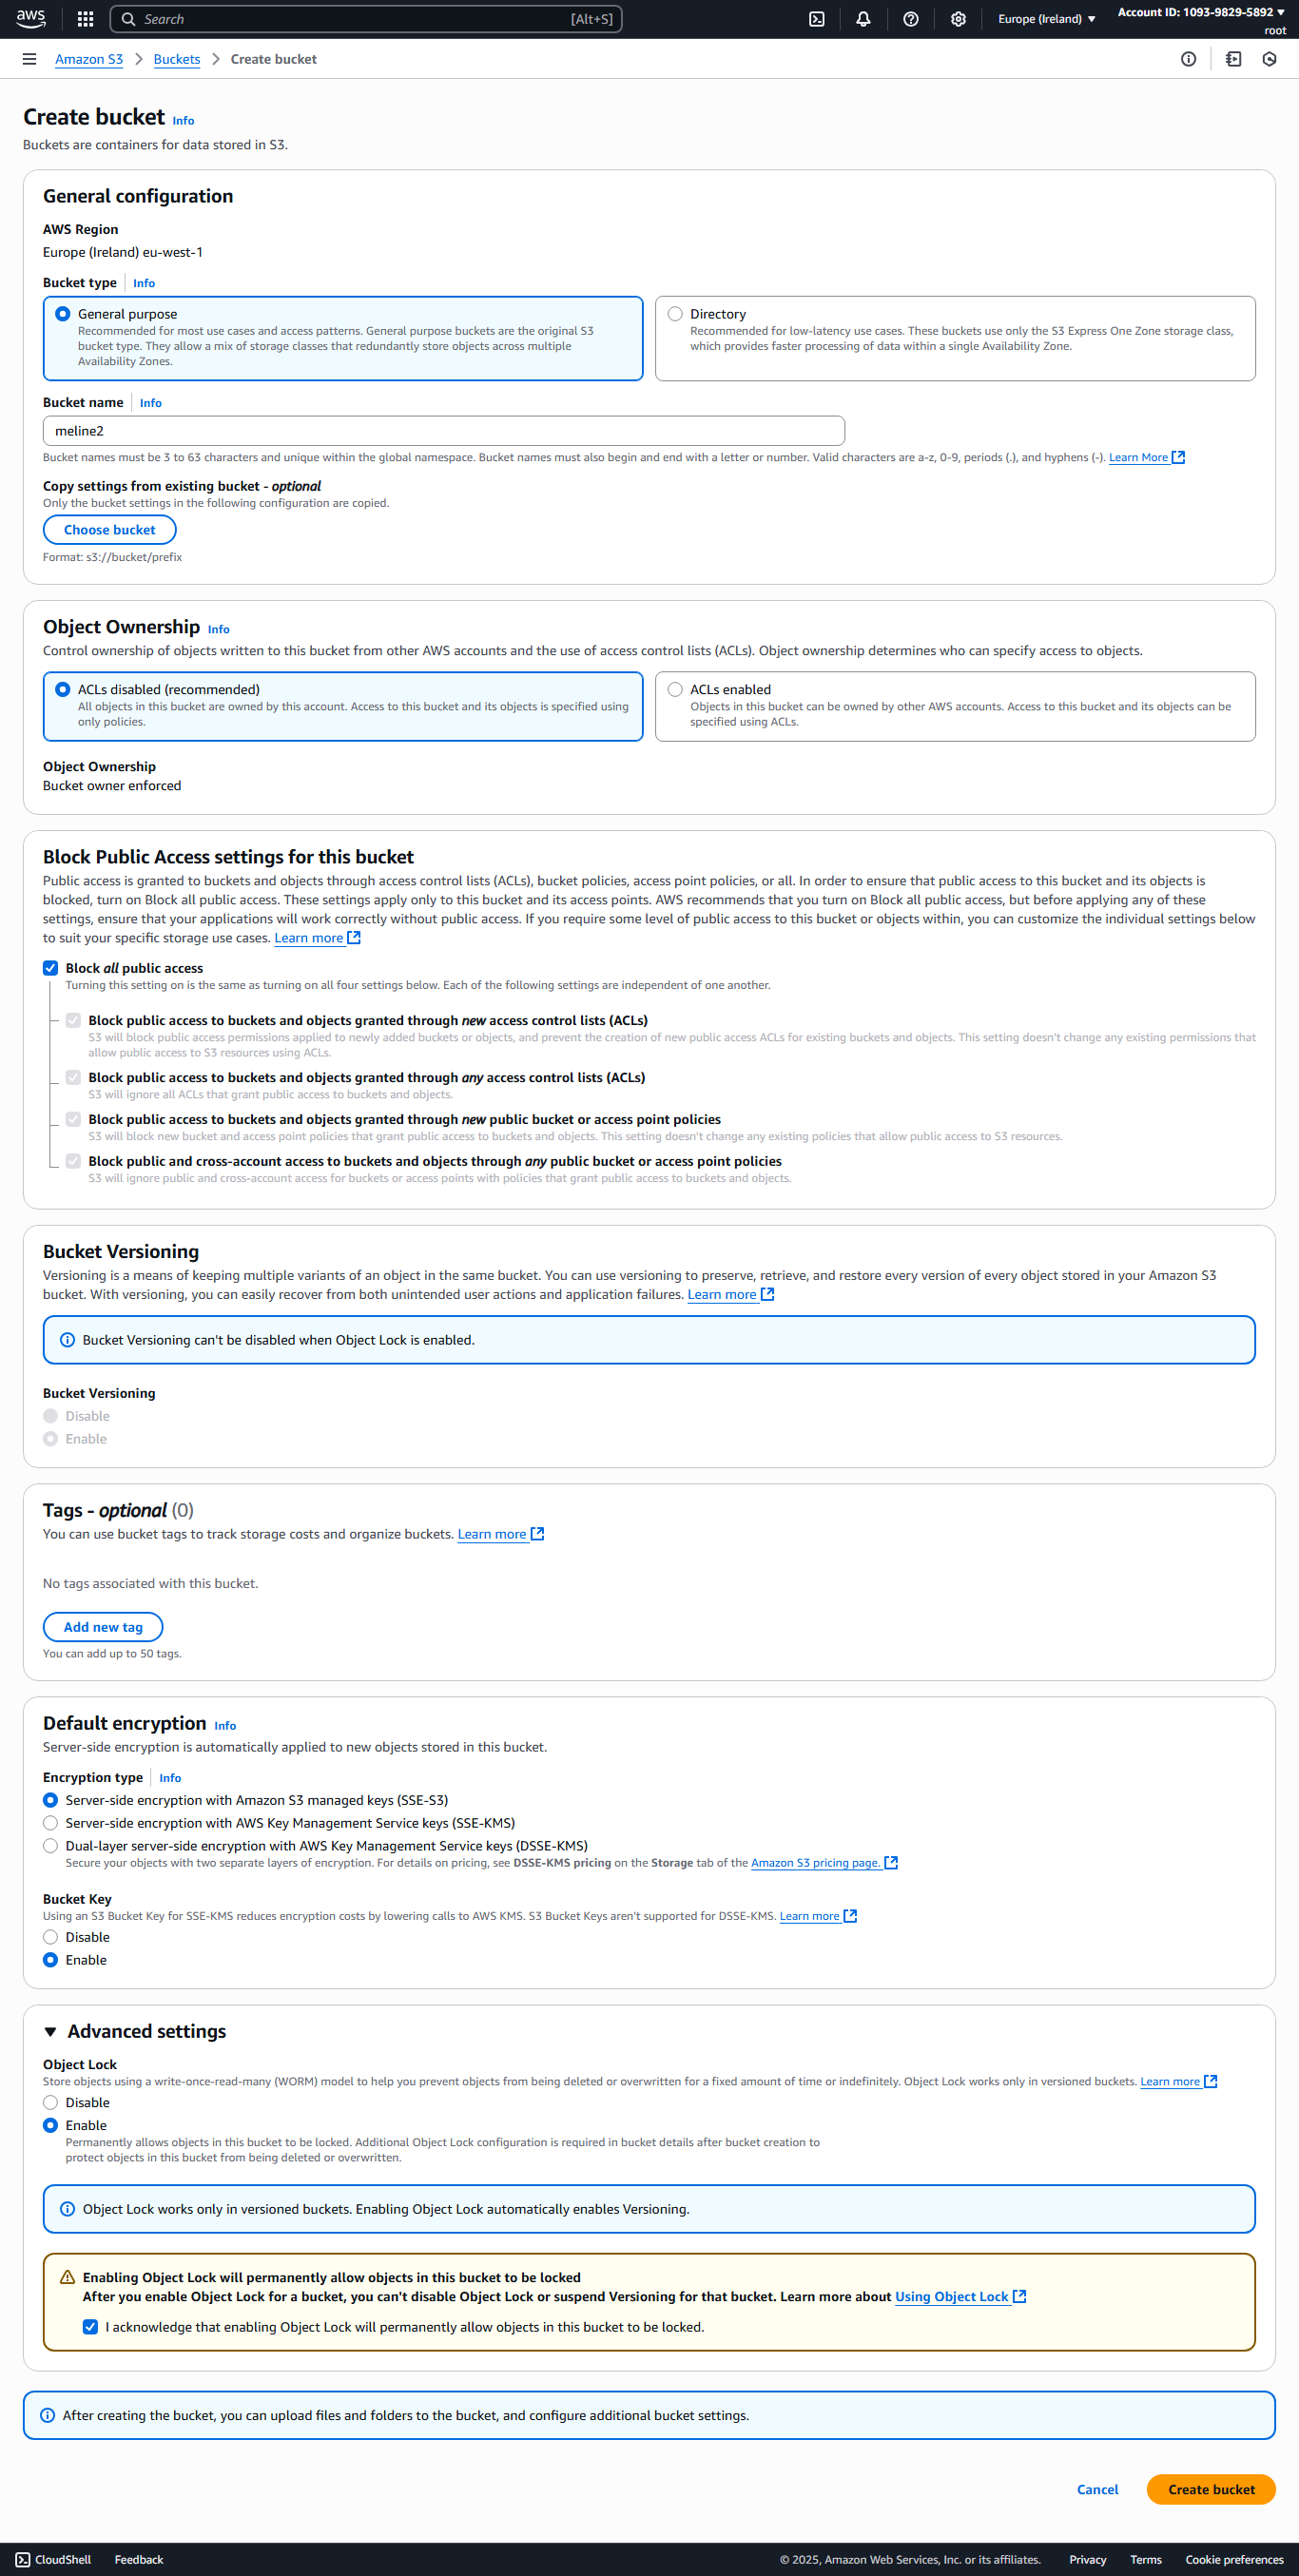 aws
Search [Alt+S]
Europe (Ireland) ▼
Account ID: 1093-9829-5892 ▼
root
Amazon S3 > Buckets > Create bucket
Create bucket Info
Buckets are containers for data stored in S3.
General configuration
AWS Region
Europe (Ireland) eu-west-1
Bucket type Info
General purpose
Recommended for most use cases and access patterns. General purpose buckets are the original S3
bucket type. They allow a mix of storage classes that redundantly store objects across multiple
Availability Zones.
Directory
Recommended for low-latency use cases. These buckets use only the S3 Express One Zone storage class,
which provides faster processing of data within a single Availability Zone.
Bucket name Info
meline2
Bucket names must be 3 to 63 characters and unique within the global namespace. Bucket names must also begin and end with a letter or number. Valid characters are a-z, 0-9, periods (.), and hyphens (-). Learn More
Copy settings from existing bucket - optional
Only the bucket settings in the following configuration are copied.
Choose bucket
Format: s3://bucket/prefix
Object Ownership Info
Control ownership of objects written to this bucket from other AWS accounts and the use of access control lists (ACLs). Object ownership determines who can specify access to objects.
ACLs disabled (recommended)
All objects in this bucket are owned by this account. Access to this bucket and its objects is specified using
only policies.
ACLs enabled
Objects in this bucket can be owned by other AWS accounts. Access to this bucket and its objects can be
specified using ACLs.
Object Ownership
Bucket owner enforced
Block Public Access settings for this bucket
Public access is granted to buckets and objects through access control lists (ACLs), bucket policies, access point policies, or all. In order to ensure that public access to this bucket and its objects is
blocked, turn on Block all public access. These settings apply only to this bucket and its access points. AWS recommends that you turn on Block all public access, but before applying any of these
settings, ensure that your applications will work correctly without public access. If you require some level of public access to this bucket or objects within, you can customize the individual settings below
to suit your specific storage use cases. Learn more
Block all public access
Turning this setting on is the same as turning on all four settings below. Each of the following settings are independent of one another.
Block public access to buckets and objects granted through new access control lists (ACLs)
S3 will block public access permissions applied to newly added buckets or objects, and prevent the creation of new public access ACLs for existing buckets and objects. This setting doesn't change any existing permissions that
allow public access to S3 resources using ACLs.
Block public access to buckets and objects granted through any access control lists (ACLs)
S3 will ignore all ACLs that grant public access to buckets and objects.
Block public access to buckets and objects granted through new public bucket or access point policies
S3 will block new bucket and access point policies that grant public access to buckets and objects. This setting doesn't change any existing policies that allow public access to S3 resources.
Block public and cross-account access to buckets and objects through any public bucket or access point policies
S3 will ignore public and cross-account access for buckets or access points with policies that grant public access to buckets and objects.
Bucket Versioning
Versioning is a means of keeping multiple variants of an object in the same bucket. You can use versioning to preserve, retrieve, and restore every version of every object stored in your Amazon S3
bucket. With versioning, you can easily recover from both unintended user actions and application failures. Learn more
Bucket Versioning can't be disabled when Object Lock is enabled.
Bucket Versioning
Disable
Enable
Tags - optional (0)
You can use bucket tags to track storage costs and organize buckets. Learn more
No tags associated with this bucket.
Add new tag
You can add up to 50 tags.
Default encryption Info
Server-side encryption is automatically applied to new objects stored in this bucket.
Encryption type Info
Server-side encryption with Amazon S3 managed keys (SSE-S3)
Server-side encryption with AWS Key Management Service keys (SSE-KMS)
Dual-layer server-side encryption with AWS Key Management Service keys (DSSE-KMS)
Secure your objects with two separate layers of encryption. For details on pricing, see DSSE-KMS pricing on the Storage tab of the Amazon S3 pricing page.
Bucket Key
Using an S3 Bucket Key for SSE-KMS reduces encryption costs by lowering calls to AWS KMS. S3 Bucket Keys aren't supported for DSSE-KMS. Learn more
Disable
Enable
Advanced settings
Object Lock
Store objects using a write-once-read-many (WORM) model to help you prevent objects from being deleted or overwritten for a fixed amount of time or indefinitely. Object Lock works only in versioned buckets. Learn more
Disable
Enable
Permanently allows objects in this bucket to be locked. Additional Object Lock configuration is required in bucket details after bucket creation to
protect objects in this bucket from being deleted or overwritten.
Object Lock works only in versioned buckets. Enabling Object Lock automatically enables Versioning.
Enabling Object Lock will permanently allow objects in this bucket to be locked
After you enable Object Lock for a bucket, you can't disable Object Lock or suspend Versioning for that bucket. Learn more about Using Object Lock
I acknowledge that enabling Object Lock will permanently allow objects in this bucket to be locked.
After creating the bucket, you can upload files and folders to the bucket, and configure additional bucket settings.
Cancel
Create bucket
CloudShell Feedback © 2025, Amazon Web Services, Inc. or its affiliates. Privacy Terms Cookie preferences